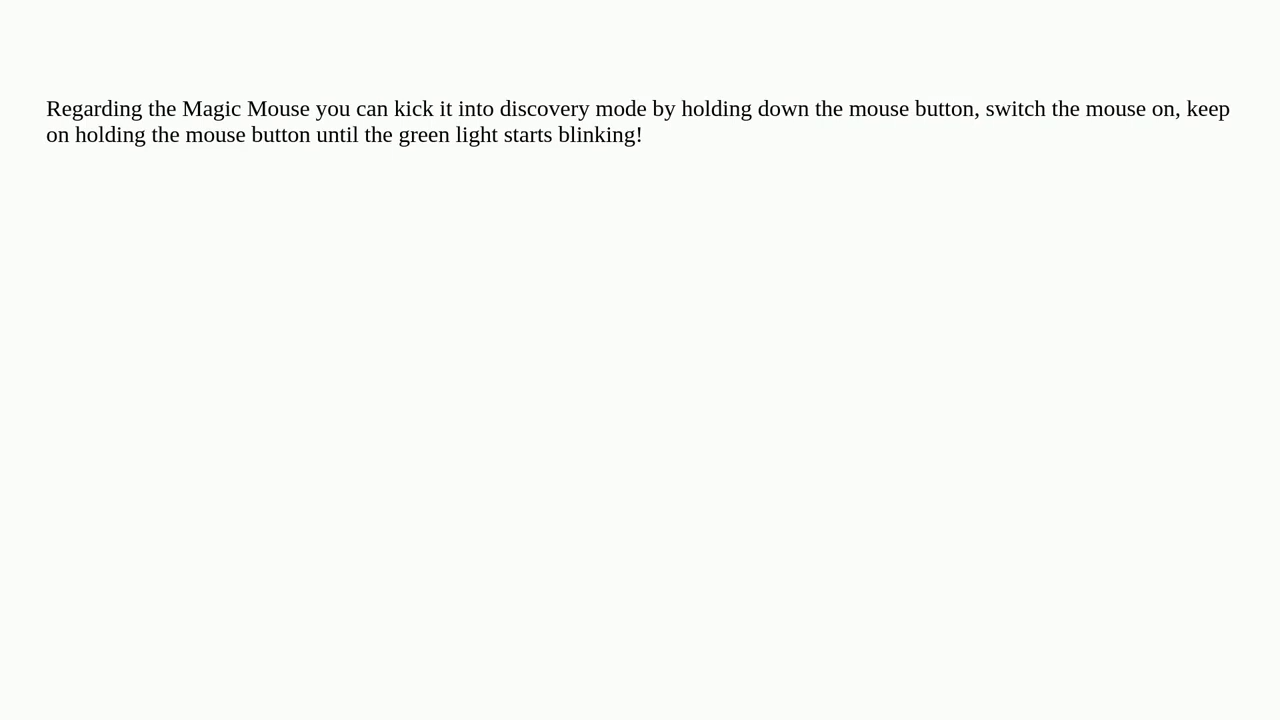 Regarding the Magic Mouse you can kick it into discovery mode by holding down the mouse button, switch the mouse on, keep
on holding the mouse button until the green light starts blinking!